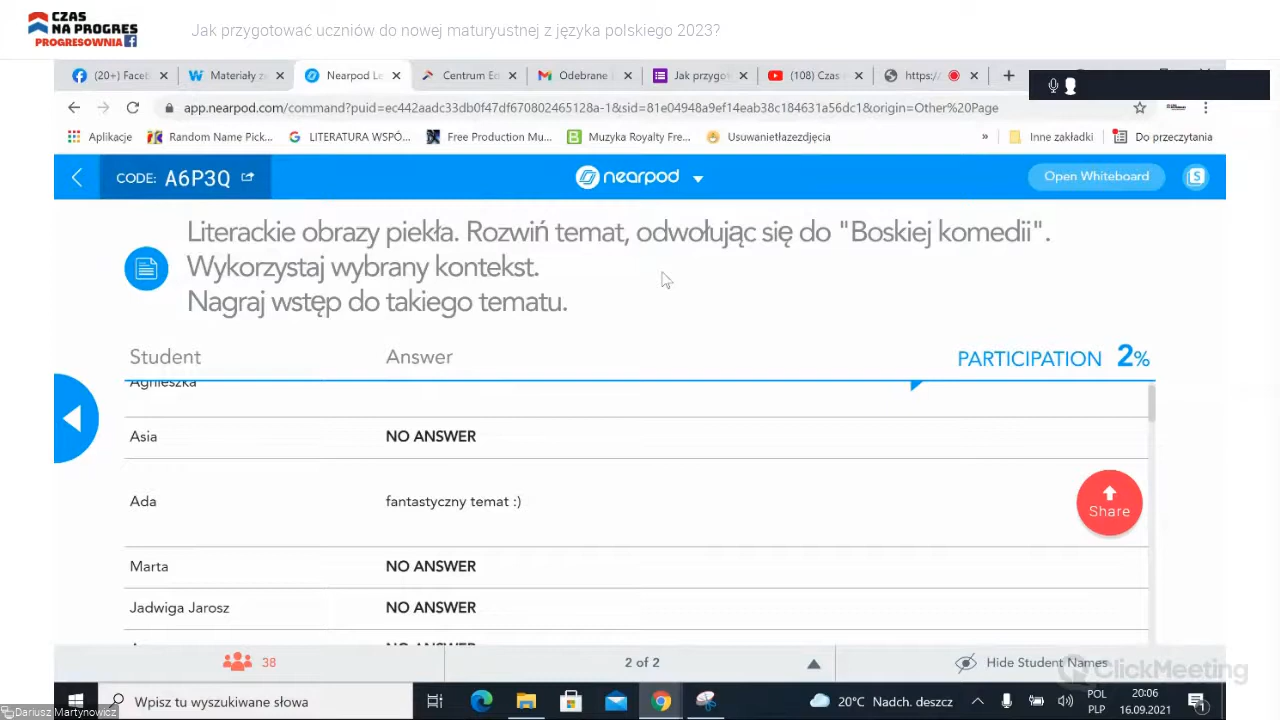 CZAS
NA PROGRES
PROGRESOWNIA
Jak przygotować uczniów do nowej maturyustnej z języka polskiego 2023?
(20+) Faceb
Materiały z
Nearpod Le
Centrum Ed
Odebrane
Jak przygo
(108) Czas
https:/
app.nearpod.com/command?puid=ec442aadc33db0f47df670802465128a-1&sid=81e04948a9ef14eab38c184631a56dc1&origin=Other%20Page
Aplikacje
Random Name Pick...
LITERATURA WSPÓ...
Free Production Mu...
Muzyka Royalty Fre...
Usuwanietłazezdjęcia
»
Inne zakładki
Do przeczytania
CODE: A6P3Q
nearpod
Open Whiteboard
Literackie obrazy piekła. Rozwiń temat, odwołując się do "Boskiej komedii".
Wykorzystaj wybrany kontekst.
Nagraj wstęp do takiego tematu.
Student Answer PARTICIPATION 2%
Agnieszka
Asia NO ANSWER
Ada fantastyczny temat :)
Share
Marta NO ANSWER
Jadwiga Jarosz NO ANSWER
NO ANSWER
38
2 of 2
Hide Student Names
ClickMeeting
Wpisz tu wyszukiwane słowa
20°C Nadch. deszcz
POL
PLP
20:06
16.09.2021
1
Dariusz Martynowicz